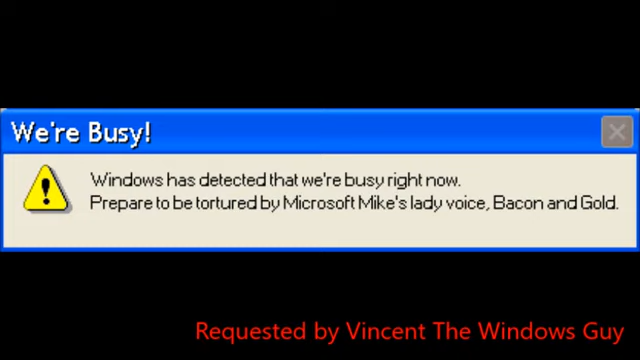 We're Busy!
Windows has detected that we're busy right now.
Prepare to be tortured by Microsoft Mike's lady voice, Bacon and Gold.
Requested by Vincent The Windows Guy